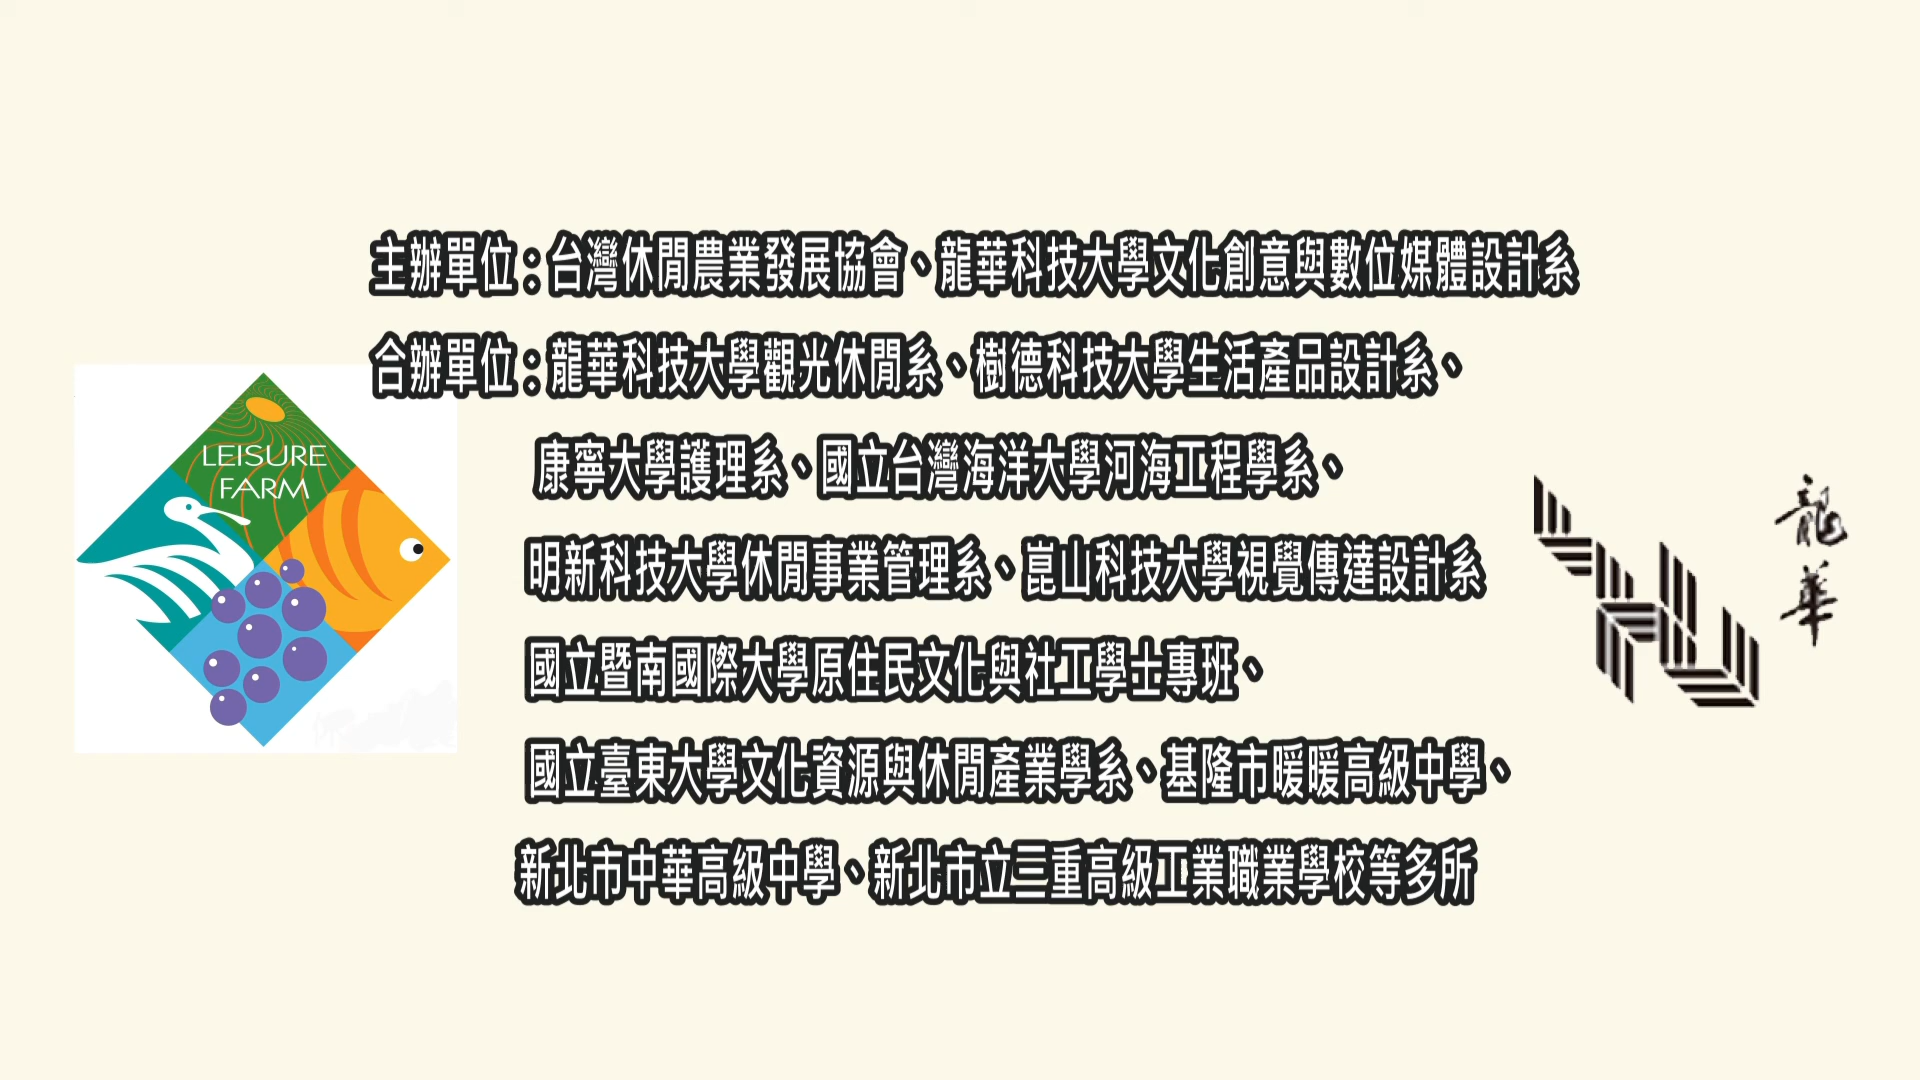 主辦單位:台灣休閒農業發展協會、龍華科技大學文化創意與數位媒體設計系
合辦單位:龍華科技大學觀光休閒系、樹德科技大學生活產品設計系、
康寧大學護理系、國立台灣海洋大學河海工程學系、
明新科技大學休閒事業管理系、崑山科技大學視覺傳達設計系
國立暨南國際大學原住民文化與社工學士專班、
國立臺東大學文化資源與休閒產業學系、基隆市暖暖高級中學、
新北市中華高級中學、新北市立三重高級工業職業學校等多所
LEISURE
FARM
龍華